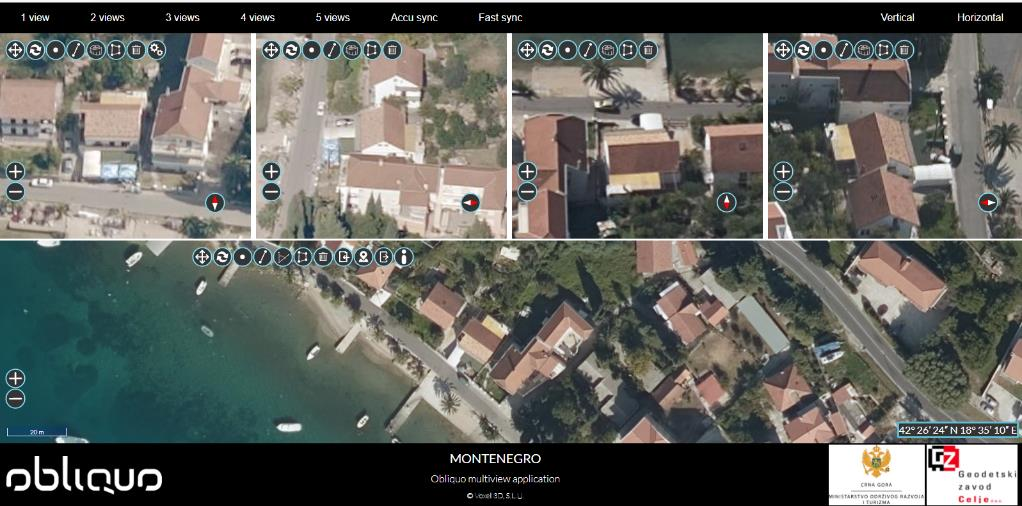 1 view 2 views 3 views 4 views 5 views Accu sync Fast sync Vertical Horizontal
20 m
42° 26' 24" N 18° 35' 10" E
obliquo
MONTENEGRO
Obliquo multiview application
© Voxel 3D, S.L.U.
CRNA GORA
MINISTARSTVO ODRŽIVOG RAZVOJA
I TURIZMA
GZ
Geodetski
zavod
Celje d.o.o.